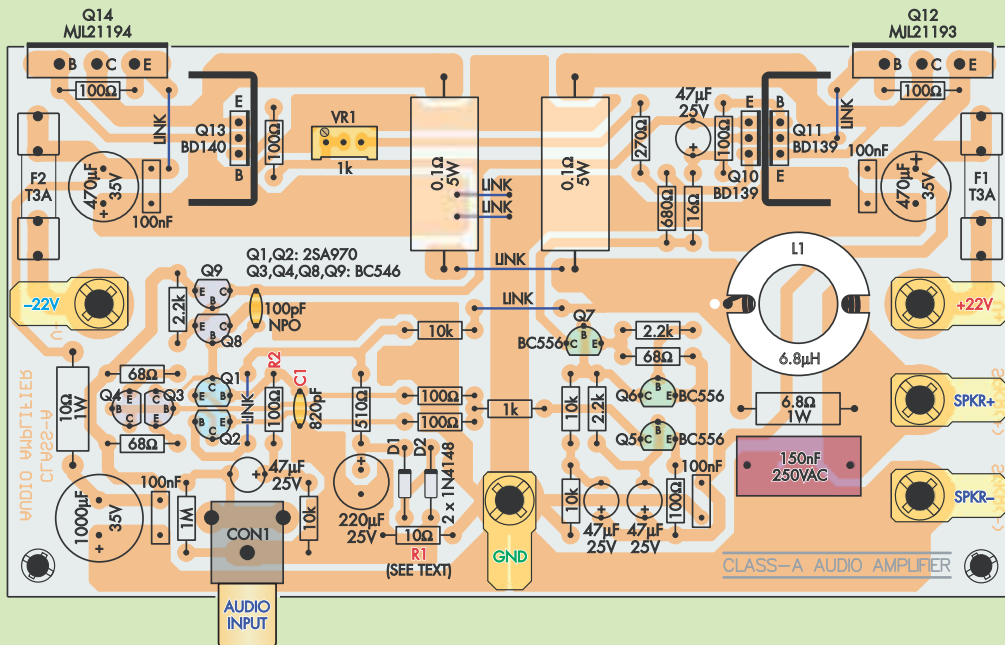 Q14
MJL21194
Q12
MJL21193
B C E
B C E
100Ω
100Ω
LINK
LINK
F2
T3A
470µF
35V
+
100nF
E
Q13
BD140
B
100Ω
VR1
1k
0.1Ω
5W
0.1Ω
5W
LINK
LINK
LINK
LINK
270Ω
47µF
25V
+
100Ω
E
B
Q10
BD139
B
Q11
BD139
E
680Ω
16Ω
100nF
470µF
35V
+
F1
T3A
Q1,Q2: 2SA970
Q3,Q4,Q8,Q9: BC546
–22V
2.2k
Q9
E B C
E B C
Q8
100pF
NPO
10k
Q7
BC556
C B E
2.2k
68Ω
L1
6.8µH
+22V
68Ω
Q4
E
B
C
Q3
E
B
C
68Ω
Q1
C B E
C B E
Q2
LINK
R2
100Ω
C1
820pF
510Ω
100Ω
100Ω
1k
10k
2.2k
Q6
C B E
BC556
Q5
C B E
BC556
6.8Ω
1W
SPKR+
10Ω
1W
AUDIO AMPLIFIER
CLASS-A
1000µF
35V
+
100nF
1M
47µF
25V
+
CON1
10k
220µF
25V
+
D1
D2
2 x 1N4148
10Ω
R1
(SEE TEXT)
GND
10k
+
47µF
25V
+
47µF
25V
100Ω
100nF
150nF
250VAC
SPKR–
CLASS-A AUDIO AMPLIFIER
AUDIO
INPUT